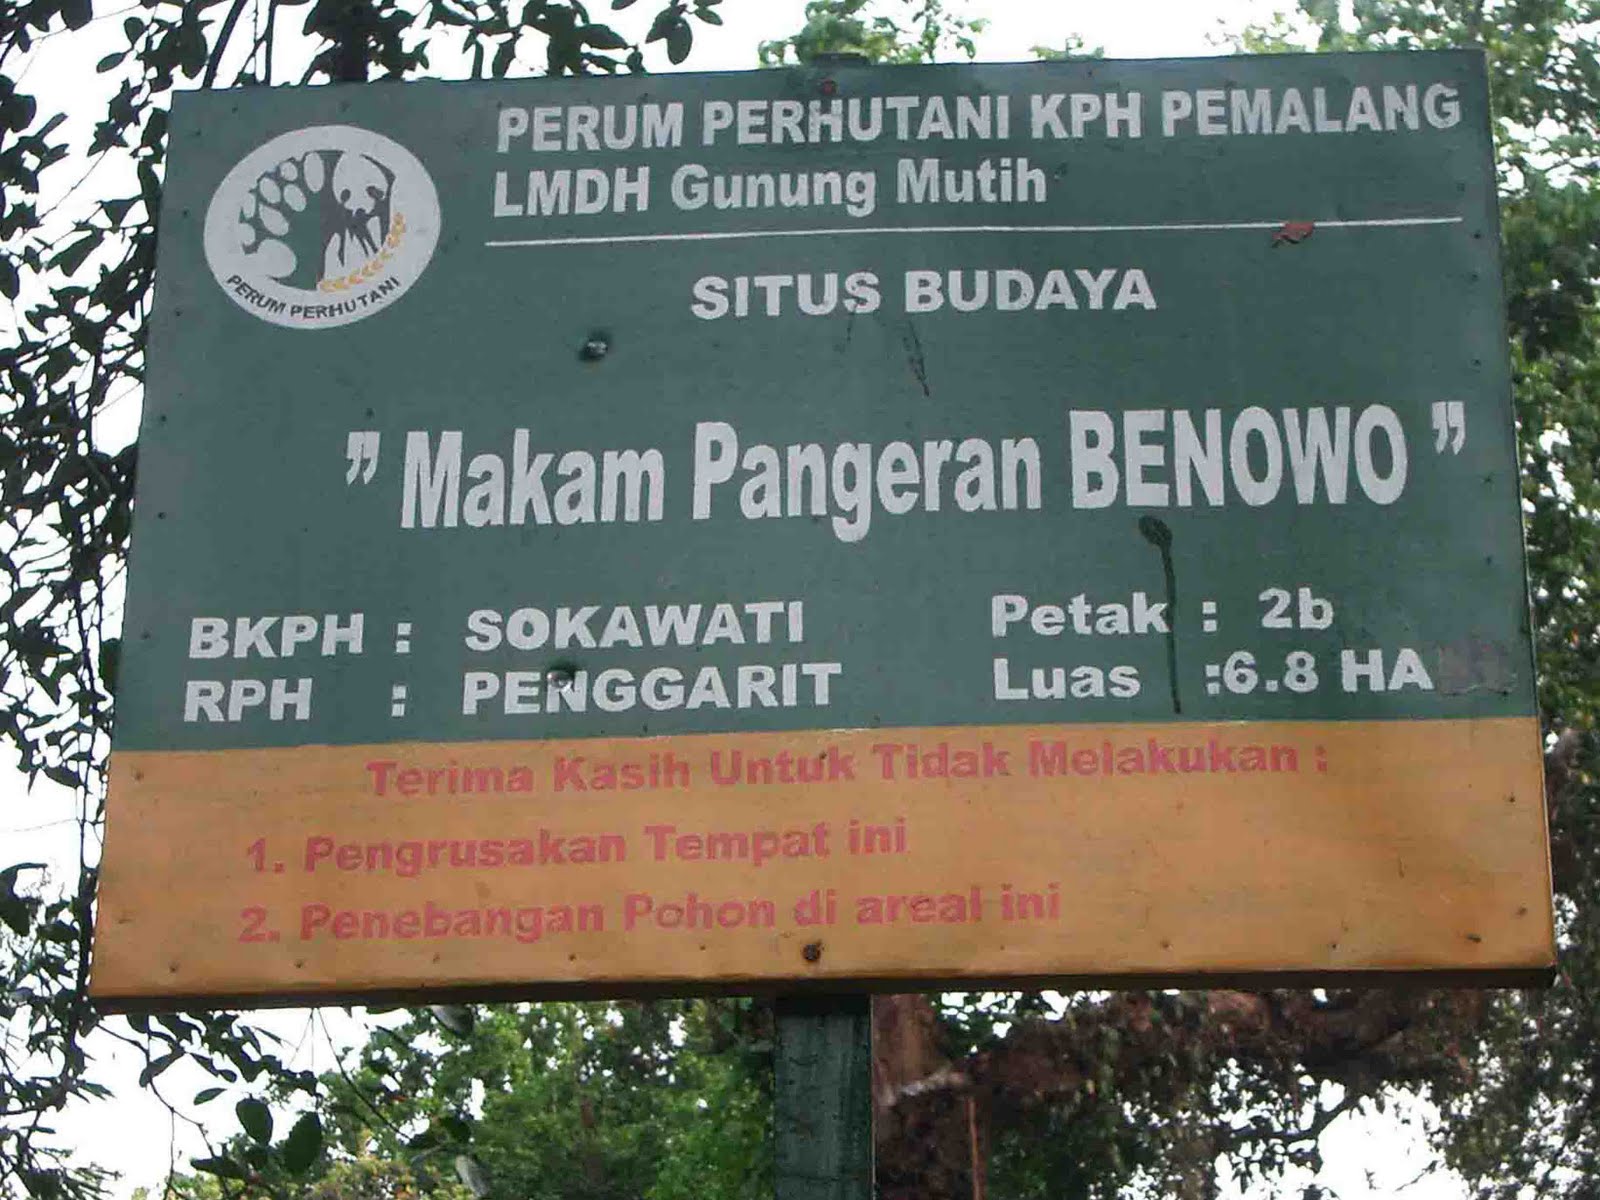 PERUM PERHUTANI KPH PEMALANG
LMDH Gunung Mutih
PERUM PERHUTANI
SITUS BUDAYA
" Makam Pangeran BENOWO "
BKPH : SOKAWATI Petak : 2b
RPH : PENGGARIT Luas :6.8 HA
Terima Kasih Untuk Tidak Melakukan :
1. Pengrusakan Tempat ini
2. Penebangan Pohon di areal ini